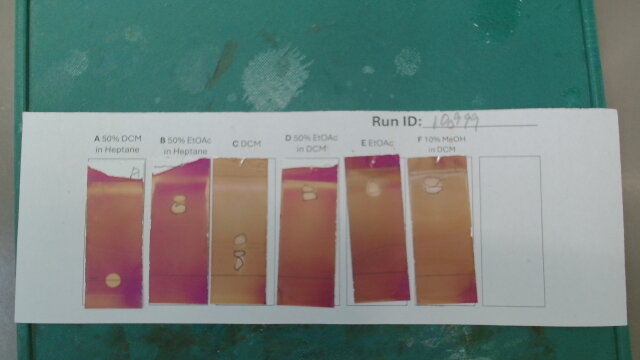 Run ID: 190999
A 50% DCM
in Heptane
B 50% EtOAc
in Heptane
C DCM
D 50% EtOAc
in DCM
E EtOAc
F 10% MeOH
in DCM
A